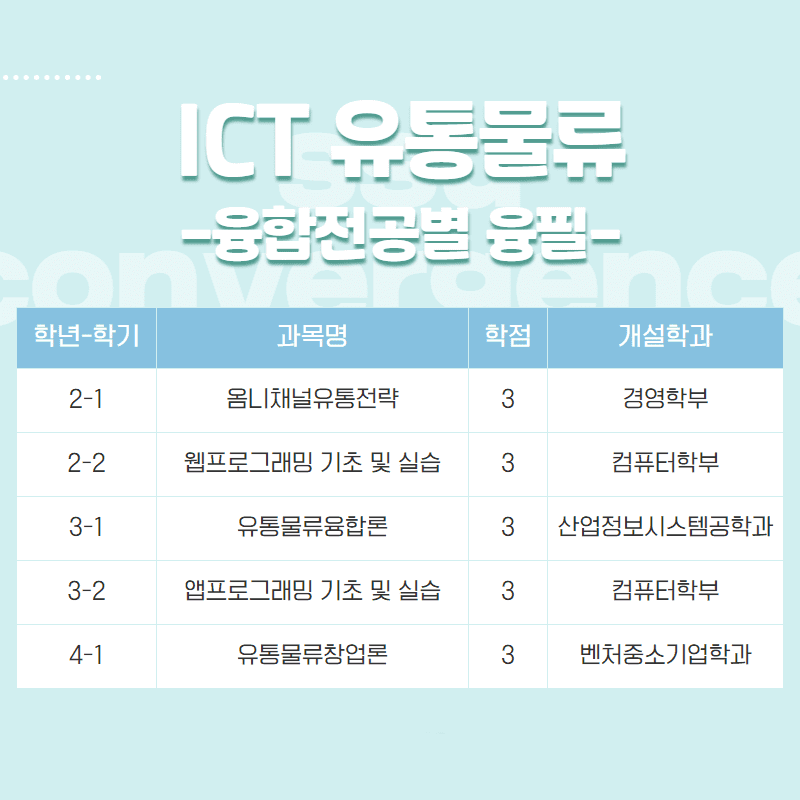 ssu
convergence
ICT 유통물류
-융합전공별 융필-
학년-학기 과목명 학점 개설학과
2-1 옴니채널유통전략 3 경영학부
2-2 웹프로그래밍 기초 및 실습 3 컴퓨터학부
3-1 유통물류융합론 3 산업정보시스템공학과
3-2 앱프로그래밍 기초 및 실습 3 컴퓨터학부
4-1 유통물류창업론 3 벤처중소기업학과